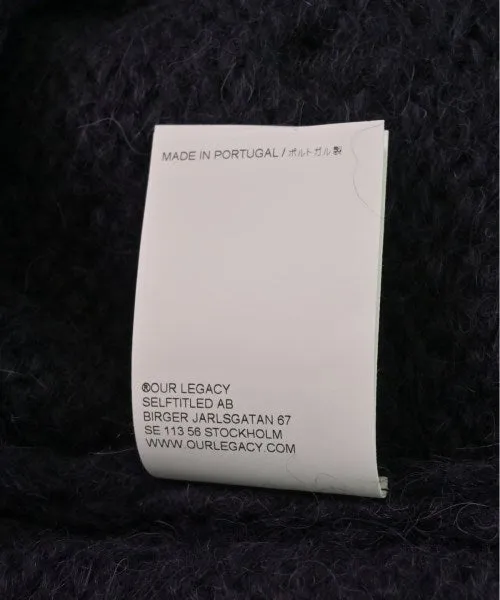 MADE IN PORTUGAL / ポルトガル製
®OUR LEGACY
SELFTITLED AB
BIRGER JARLSGATAN 67
SE 113 56 STOCKHOLM
WWW.OURLEGACY.COM